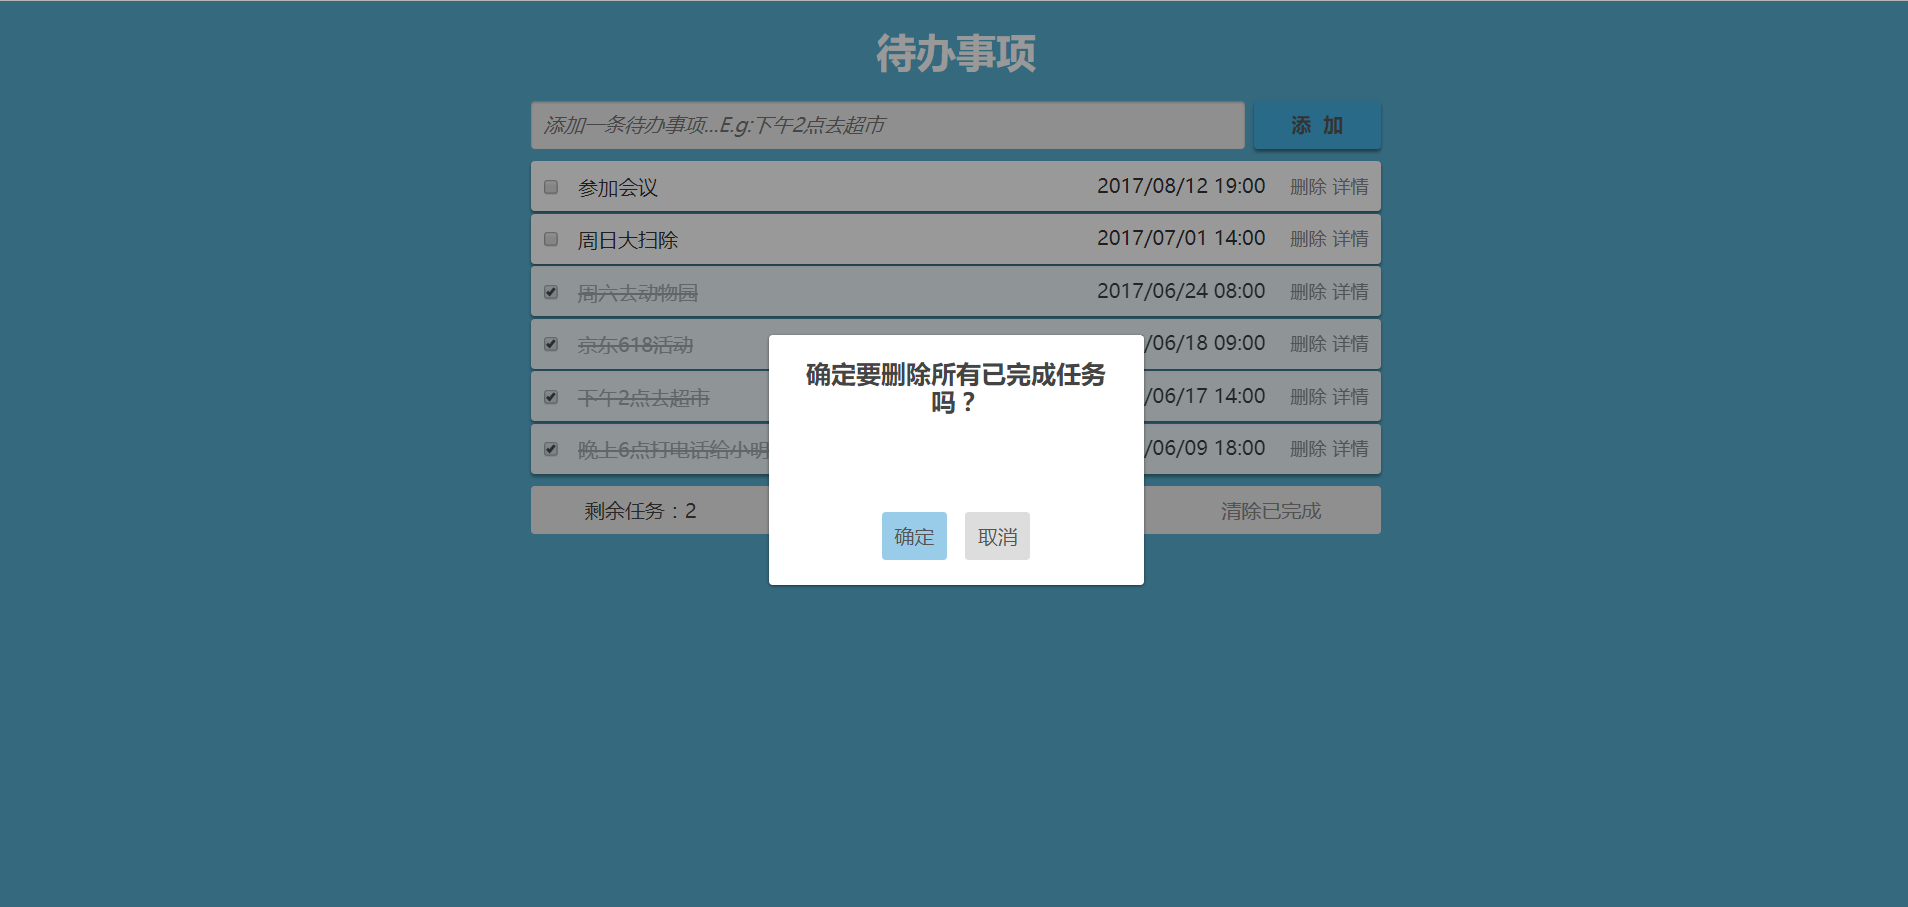 待办事项
添加一条待办事项...E.g:下午2点去超市
添 加
参加会议 2017/08/12 19:00 删除 详情
周日大扫除 2017/07/01 14:00 删除 详情
周六去动物园 2017/06/24 08:00 删除 详情
京东618活动 /06/18 09:00 删除 详情
下午2点去超市 /06/17 14:00 删除 详情
晚上6点打电话给小明 /06/09 18:00 删除 详情
剩余任务：2 清除已完成
确定要删除所有已完成任务
吗？
确定 取消